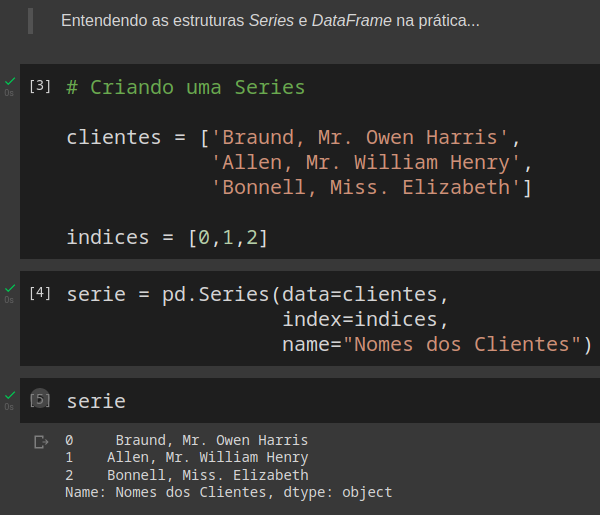 Entendendo as estruturas Series e DataFrame na prática...
[3] # Criando uma Series
0s
clientes = ['Braund, Mr. Owen Harris',
'Allen, Mr. William Henry',
'Bonnell, Miss. Elizabeth']
indices = [0,1,2]
[4] serie = pd.Series(data=clientes,
0s
index=indices,
name="Nomes dos Clientes")
[5] serie
0s
0     Braund, Mr. Owen Harris
1    Allen, Mr. William Henry
2    Bonnell, Miss. Elizabeth
Name: Nomes dos Clientes, dtype: object